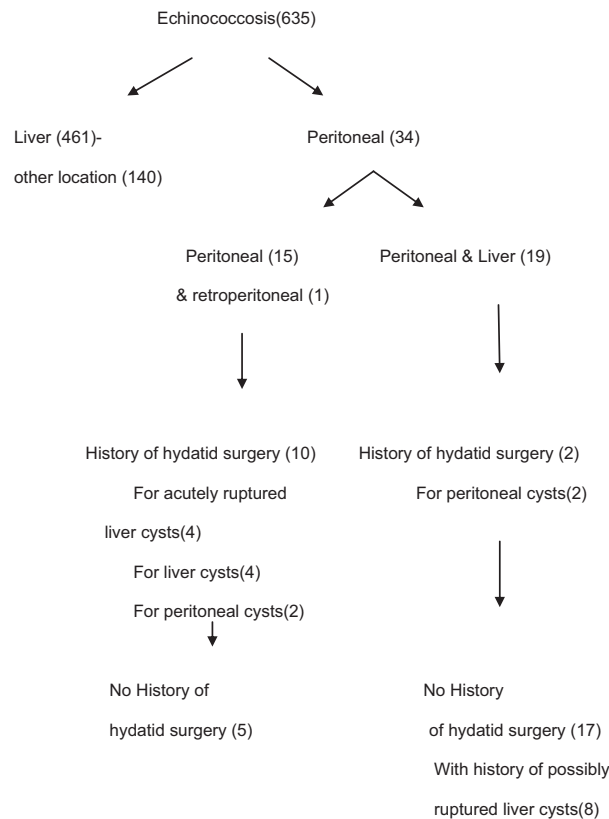 Echinococcosis(635)
Liver (461)-
other location (140)
Peritoneal (34)
Peritoneal (15)
& retroperitoneal (1)
Peritoneal & Liver (19)
History of hydatid surgery (10)
For acutely ruptured
liver cysts(4)
For liver cysts(4)
For peritoneal cysts(2)
History of hydatid surgery (2)
For peritoneal cysts(2)
No History of
hydatid surgery (5)
No History
of hydatid surgery (17)
With history of possibly
ruptured liver cysts(8)